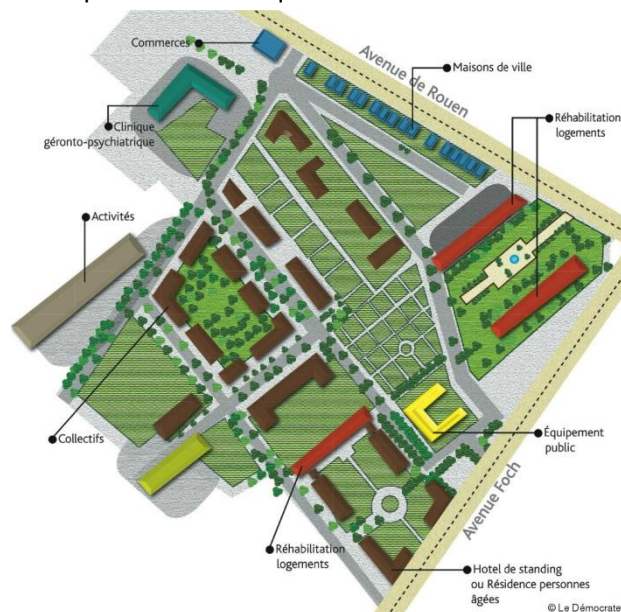 Commerces
Avenue de Rouen
Maisons de ville
Clinique
géronto-psychiatrique
Réhabilitation
logements
Activités
Collectifs
Équipement
public
Avenue Foch
Réhabilitation
logements
Hotel de standing
ou Résidence personnes
âgées
© Le Démocrate